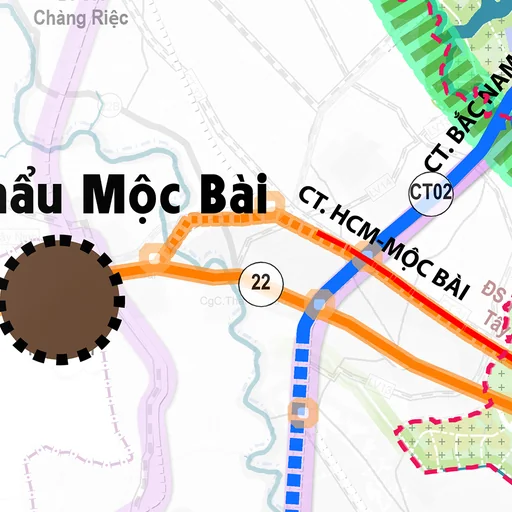 Chàng Riệc
CT. BẮC NAM
CT02
ẩu Mộc Bài
CT. HCM-MỘC BÀI
22
ĐS
Tây